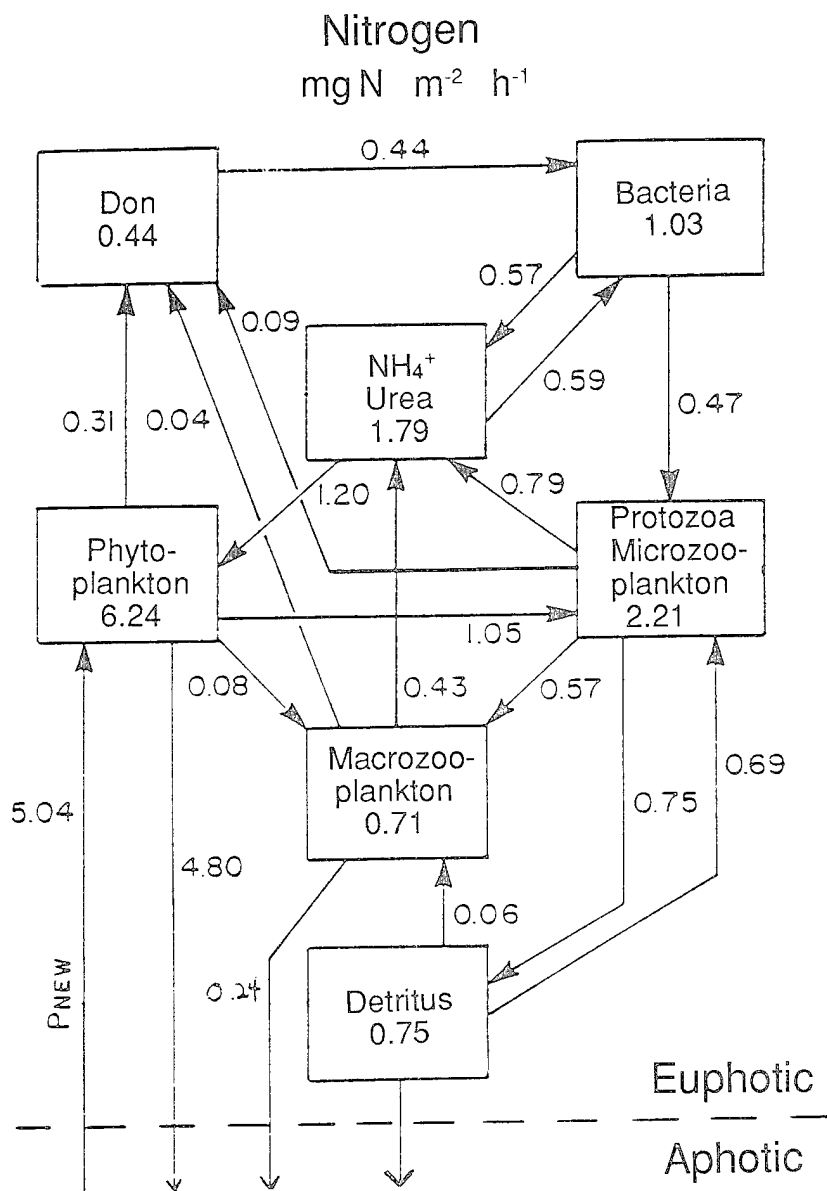 Nitrogen
mg N m⁻² h⁻¹
0.44
Don
0.44
Bacteria
1.03
0.57
0.09
NH₄⁺
Urea
1.79
0.59
0.31
0.04
0.47
1.20
0.79
Phyto-
plankton
6.24
Protozoa
Microzoo-
plankton
2.21
1.05
0.08
0.43
0.57
Macrozoo-
plankton
0.71
0.69
0.75
5.04
4.80
0.06
PNEW
0.24
Detritus
0.75
Euphotic
Aphotic